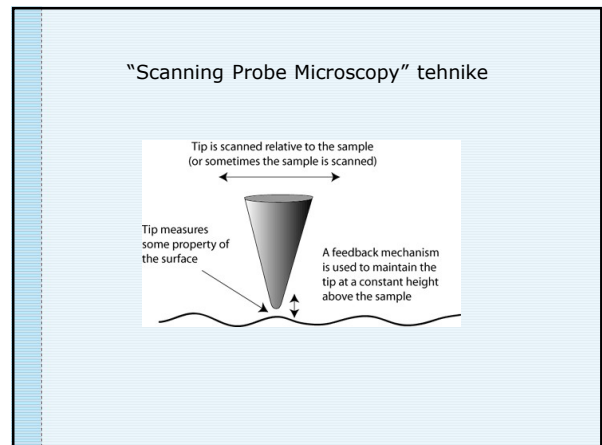 “Scanning Probe Microscopy” tehnike
Tip is scanned relative to the sample
(or sometimes the sample is scanned)
Tip measures
some property of
the surface
A feedback mechanism
is used to maintain the
tip at a constant height
above the sample